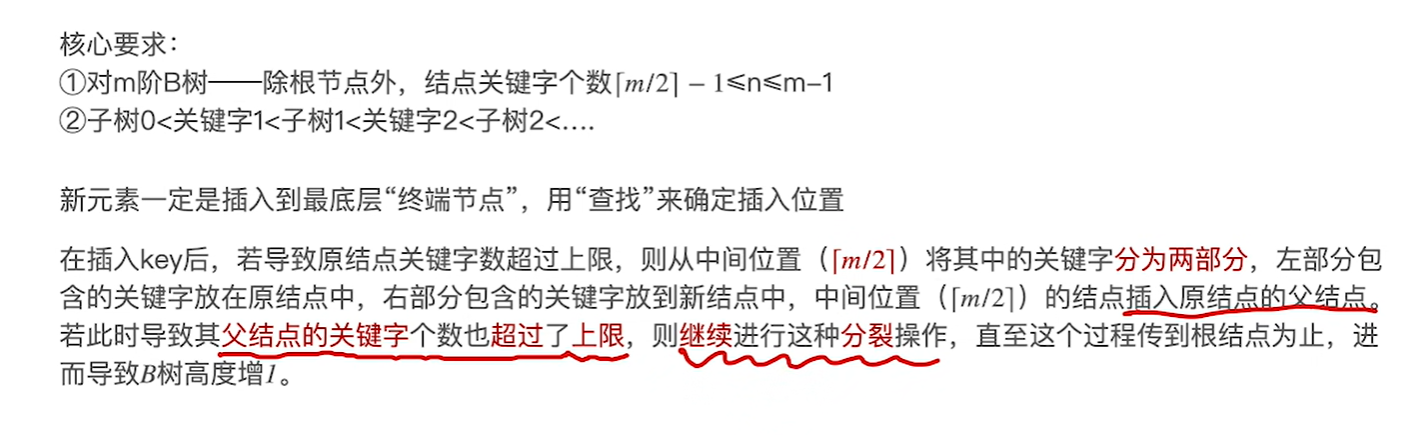 核心要求：
①对m阶B树——除根节点外，结点关键字个数⌈m/2⌉ − 1≤n≤m−1
②子树0<关键字1<子树1<关键字2<子树2<....
新元素一定是插入到最底层“终端节点”，用“查找”来确定插入位置
在插入key后，若导致原结点关键字数超过上限，则从中间位置（⌈m/2⌉）将其中的关键字分为两部分，左部分包
含的关键字放在原结点中，右部分包含的关键字放到新结点中，中间位置（⌈m/2⌉）的结点插入原结点的父结点。
若此时导致其父结点的关键字个数也超过了上限，则继续进行这种分裂操作，直至这个过程传到根结点为止，进
而导致B树高度增1。